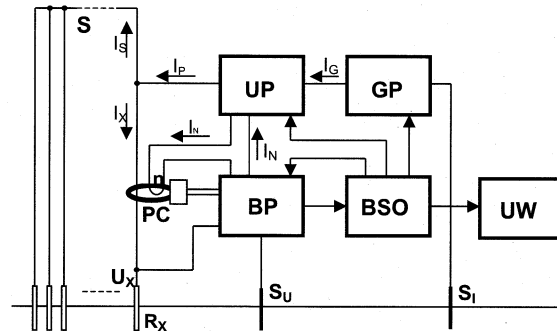 S
I_S
I_P
I_G
UP
GP
I_X
I_N
I_N
n
PC
BP
BSO
UW
U_X
S_U
S_I
R_X